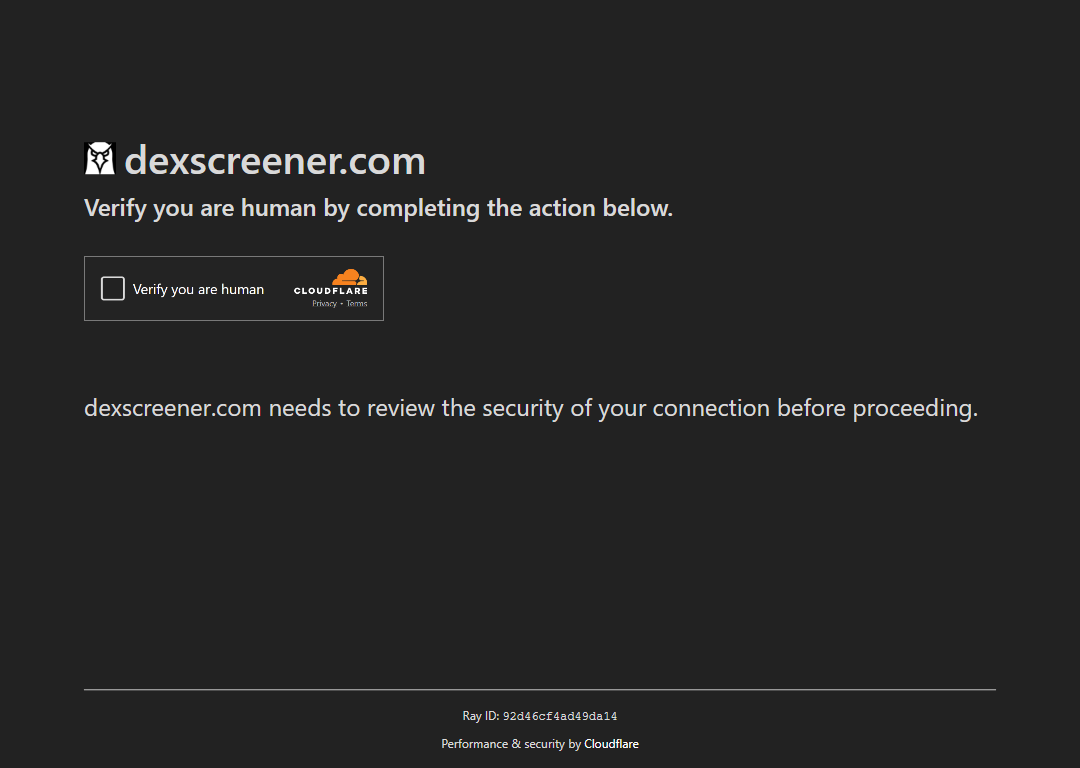 dexscreener.com
Verify you are human by completing the action below.
Verify you are human
CLOUDFLARE
Privacy • Terms
dexscreener.com needs to review the security of your connection before proceeding.
Ray ID: 92d46cf4ad49da14
Performance & security by Cloudflare